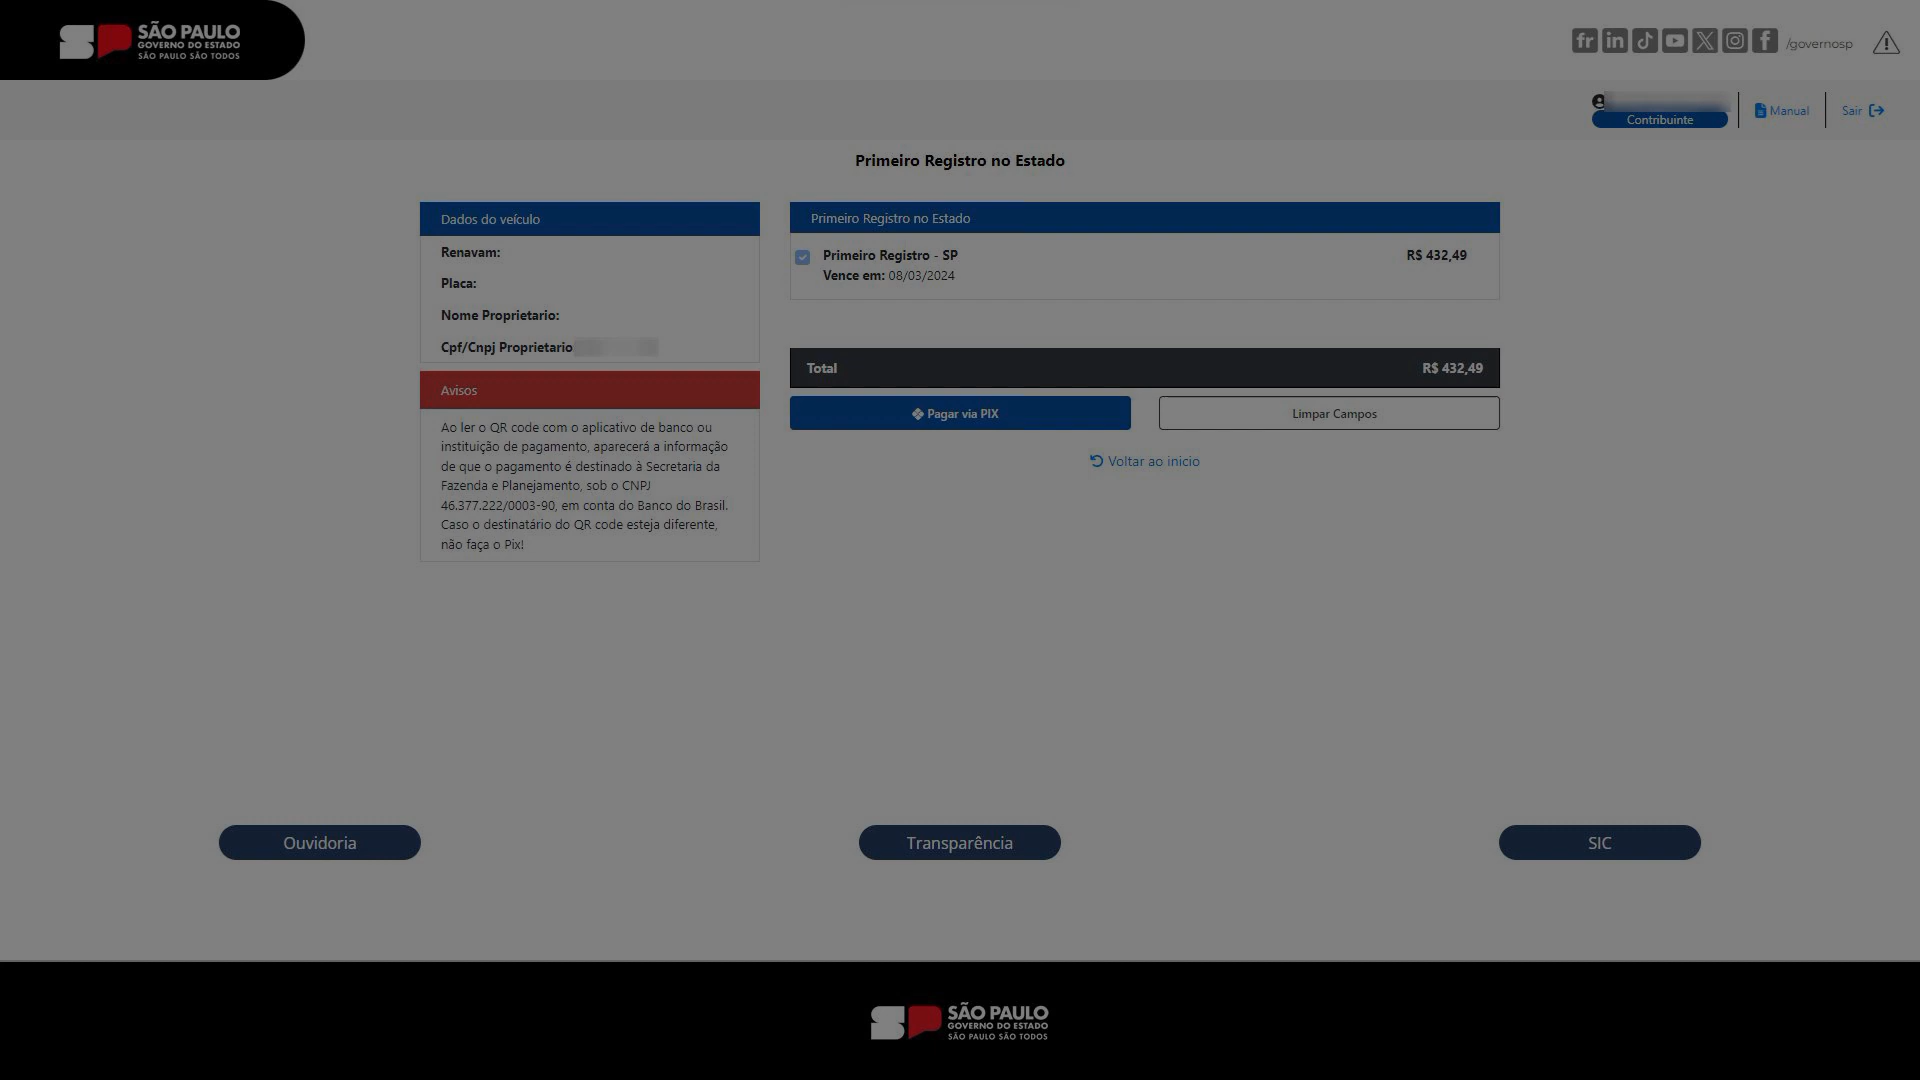 SÃO PAULO
GOVERNO DO ESTADO
SÃO PAULO SÃO TODOS
/governosp
Contribuinte
Manual
Sair
Primeiro Registro no Estado
Dados do veículo
Renavam:
Placa:
Nome Proprietario:
Cpf/Cnpj Proprietario
Avisos
Ao ler o QR code com o aplicativo de banco ou
instituição de pagamento, aparecerá a informação
de que o pagamento é destinado à Secretaria da
Fazenda e Planejamento, sob o CNPJ
46.377.222/0003-90, em conta do Banco do Brasil.
Caso o destinatário do QR code esteja diferente,
não faça o Pix!
Primeiro Registro no Estado
Primeiro Registro - SP R$ 432,49
Vence em: 08/03/2024
Total R$ 432,49
Pagar via PIX
Limpar Campos
Voltar ao inicio
Ouvidoria
Transparência
SIC
SÃO PAULO
GOVERNO DO ESTADO
SÃO PAULO SÃO TODOS